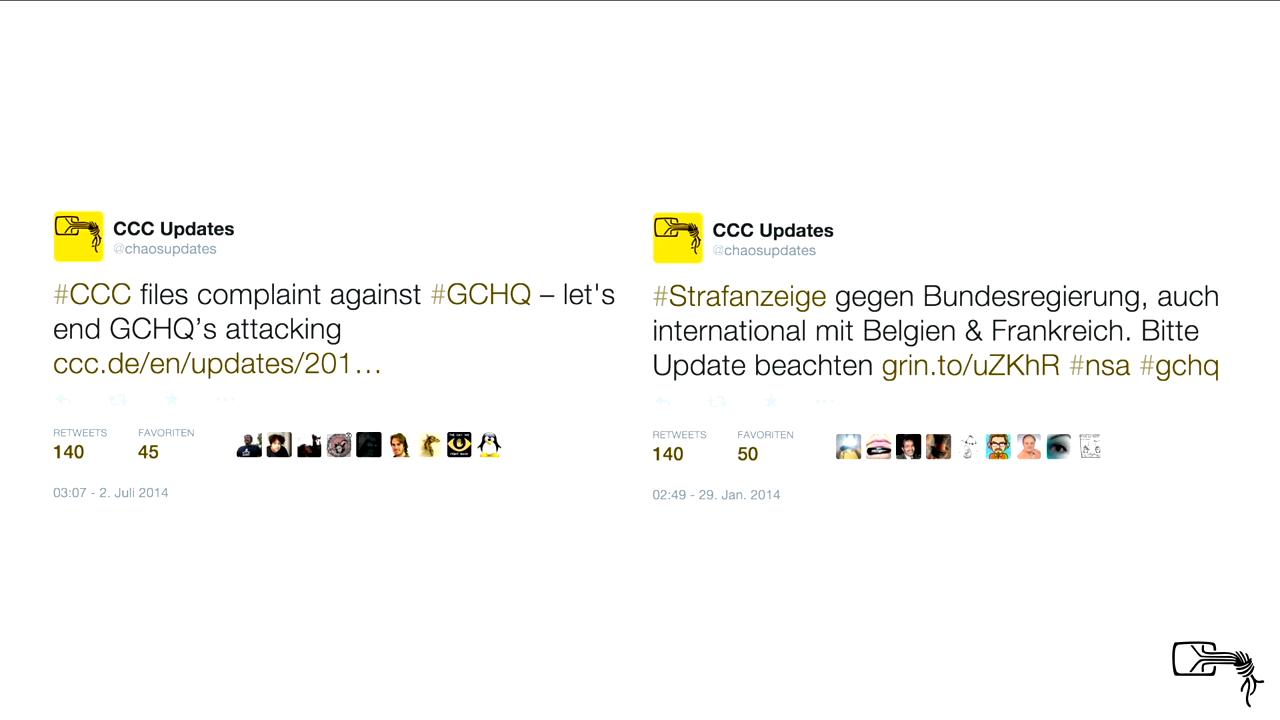 CCC Updates
@chaosupdates
#CCC files complaint against #GCHQ – let's
end GCHQ’s attacking
ccc.de/en/updates/201…
RETWEETS FAVORITEN
140 45
03:07 - 2. Juli 2014
CCC Updates
@chaosupdates
#Strafanzeige gegen Bundesregierung, auch
international mit Belgien & Frankreich. Bitte
Update beachten grin.to/uZKhR #nsa #gchq
RETWEETS FAVORITEN
140 50
02:49 - 29. Jan. 2014